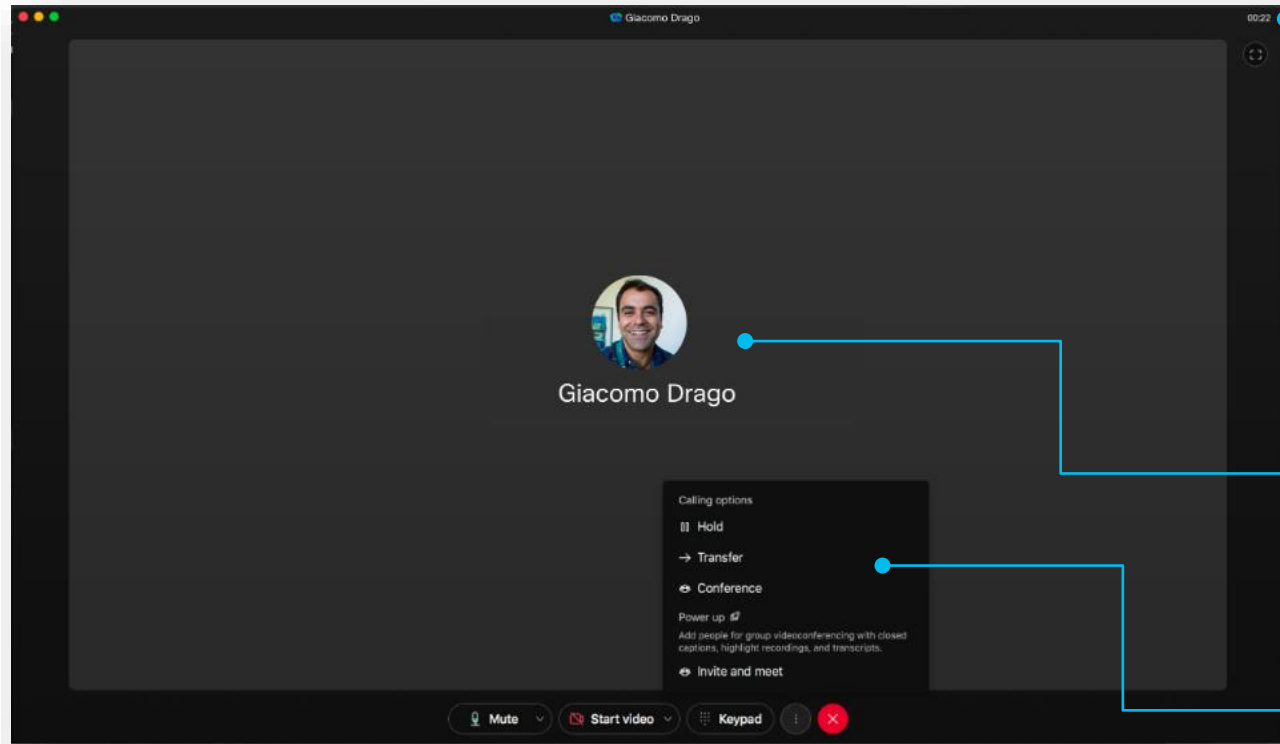 Giacomo Drago
00:22
Giacomo Drago
Calling options
Hold
Transfer
Conference
Power up
Add people for group videoconferencing with closed
captions, highlight recordings, and transcripts.
Invite and meet
Mute
Start video
Keypad